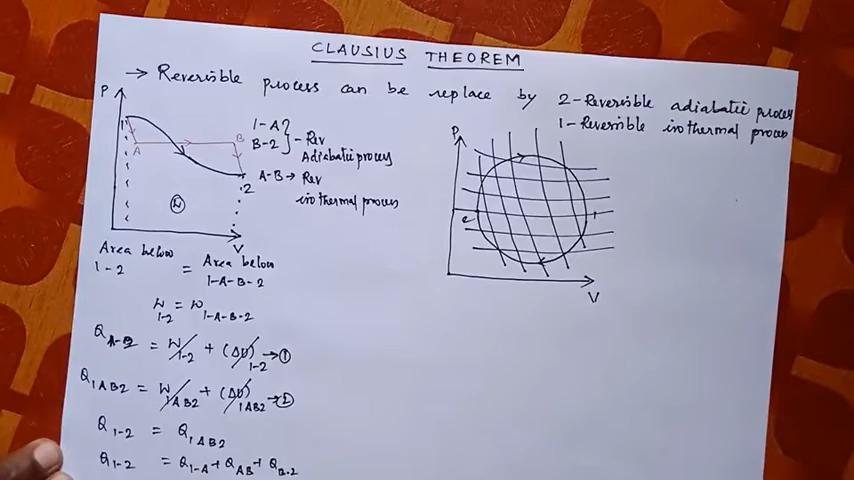 CLAUSIUS THEOREM
→ Reversible process can be replace by 2-Reversible adiabatic process
1-Reversible isothermal process
P
1
A
B
2
W
V
1-A
B-2
- Rev
Adiabatic process
A-B → Rev
isothermal process
P
e
1
V
Area below
1-2
= Area below
1-A-B-2
W1-2 = W1-A-B-2
QA-B = W1-2 + (ΔU)1-2 → ①
Q1AB2 = W1AB2 + (ΔU)1AB2 → ②
Q1-2 = Q1AB2
Q1-2 = Q1-A + QAB + QB-2